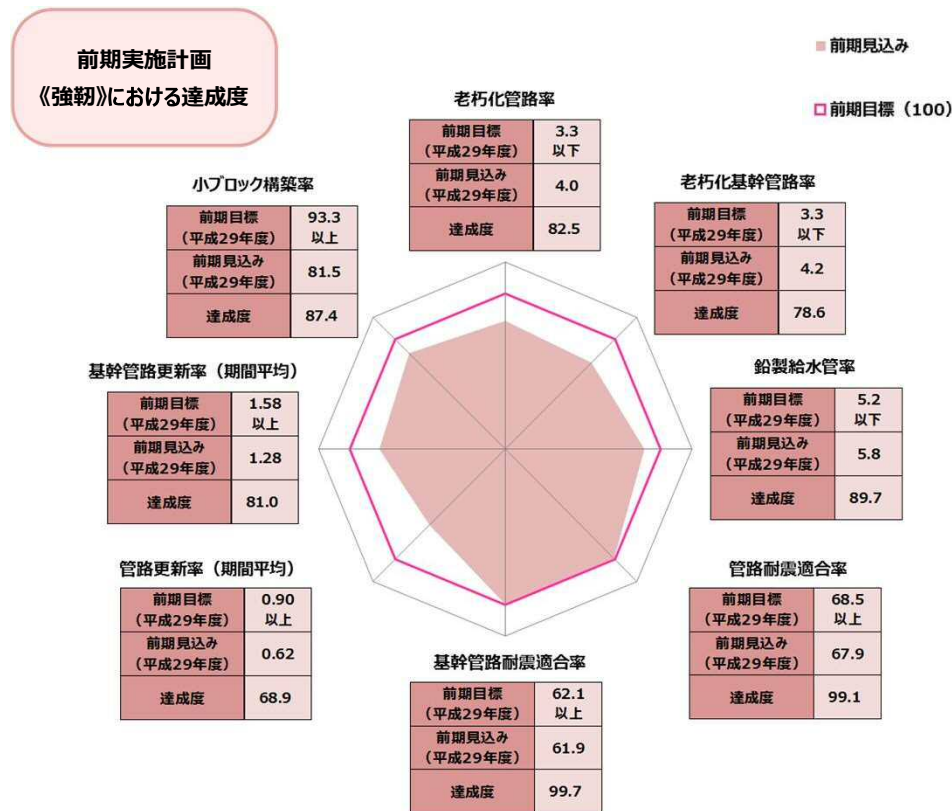 前期実施計画
《強靭》における達成度
前期見込み
前期目標（100）
老朽化管路率
前期目標
（平成29年度）
3.3
以下
前期見込み
（平成29年度）
4.0
達成度
82.5
老朽化基幹管路率
前期目標
（平成29年度）
3.3
以下
前期見込み
（平成29年度）
4.2
達成度
78.6
鉛製給水管率
前期目標
（平成29年度）
5.2
以下
前期見込み
（平成29年度）
5.8
達成度
89.7
管路耐震適合率
前期目標
（平成29年度）
68.5
以上
前期見込み
（平成29年度）
67.9
達成度
99.1
基幹管路耐震適合率
前期目標
（平成29年度）
62.1
以上
前期見込み
（平成29年度）
61.9
達成度
99.7
管路更新率（期間平均）
前期目標
（平成29年度）
0.90
以上
前期見込み
（平成29年度）
0.62
達成度
68.9
基幹管路更新率（期間平均）
前期目標
（平成29年度）
1.58
以上
前期見込み
（平成29年度）
1.28
達成度
81.0
小ブロック構築率
前期目標
（平成29年度）
93.3
以上
前期見込み
（平成29年度）
81.5
達成度
87.4